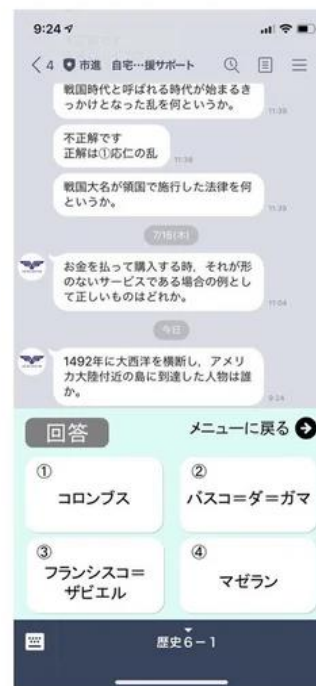 9:24
4 市進 自宅…援サポート
戦国時代と呼ばれる時代が始まるき
っかけとなった乱を何というか。
11:38
不正解です
正解は①応仁の乱
11:38
戦国大名が領国で施行した法律を何
というか。
11:38
7/16(木)
お金を払って購入する時，それが形
のないサービスである場合の例とし
て正しいものはどれか。
11:04
今日
1492年に大西洋を横断し，アメリ
カ大陸付近の島に到達した人物は誰
か。
9:24
回答
メニューに戻る
①
コロンブス
②
バスコ＝ダ＝ガマ
③
フランシスコ＝
ザビエル
④
マゼラン
歴史6－1